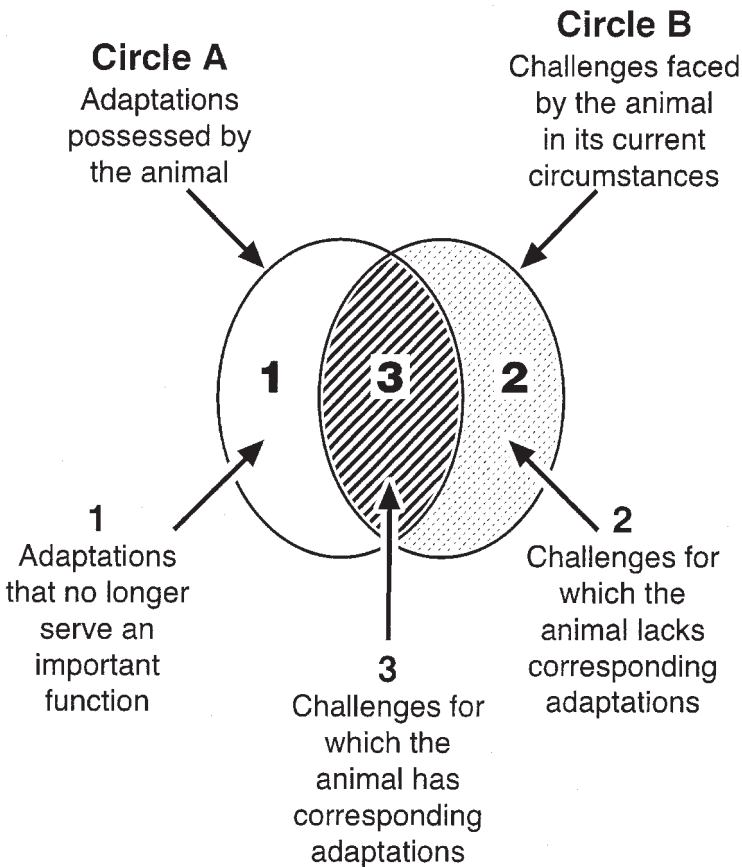 Circle A
Adaptations
possessed by
the animal
Circle B
Challenges faced
by the animal
in its current
circumstances
1
3
2
1
Adaptations
that no longer
serve an
important
function
3
Challenges for
which the
animal has
corresponding
adaptations
2
Challenges for
which the
animal lacks
corresponding
adaptations